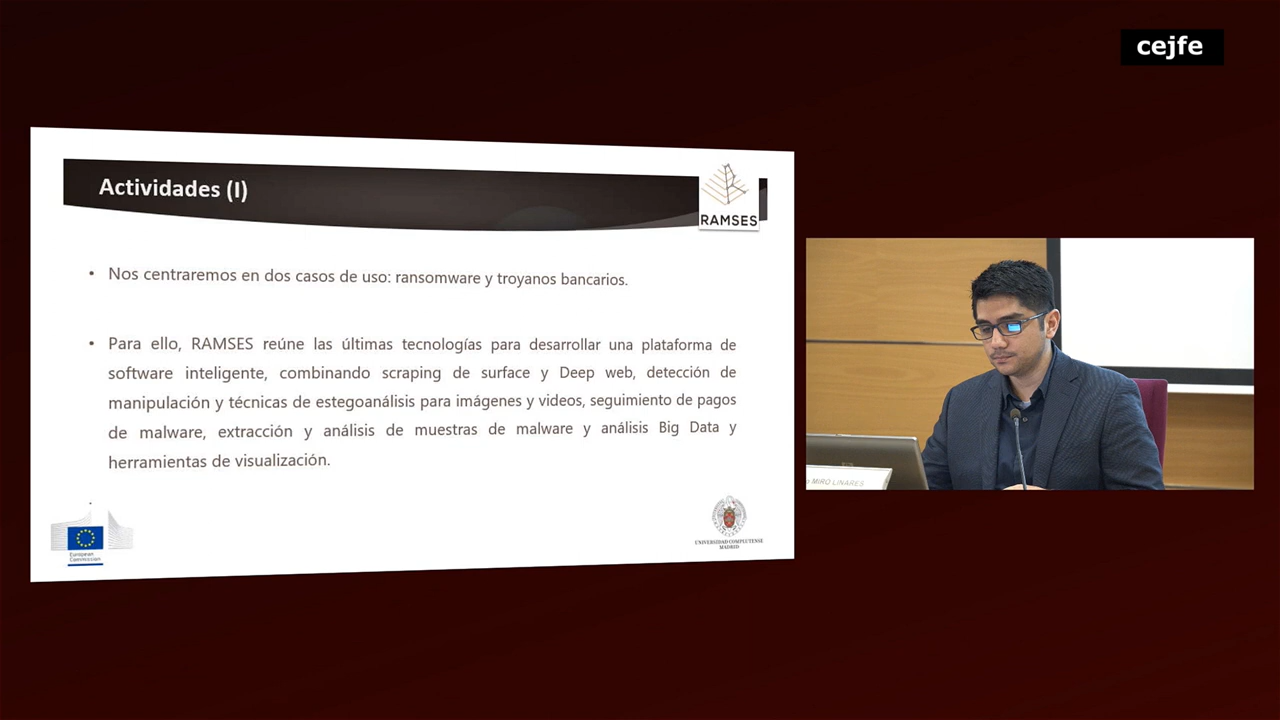 cejfe
Actividades (I)
RAMSES
• Nos centraremos en dos casos de uso: ransomware y troyanos bancarios.
• Para ello, RAMSES reúne las últimas tecnologías para desarrollar una plataforma de
software inteligente, combinando scraping de surface y Deep web, detección de
manipulación y técnicas de estegoanálisis para imágenes y videos, seguimiento de pagos
de malware, extracción y análisis de muestras de malware y análisis Big Data y
herramientas de visualización.
European
Commission
UNIVERSIDAD COMPLUTENSE
MADRID
MIRÓ LINARES